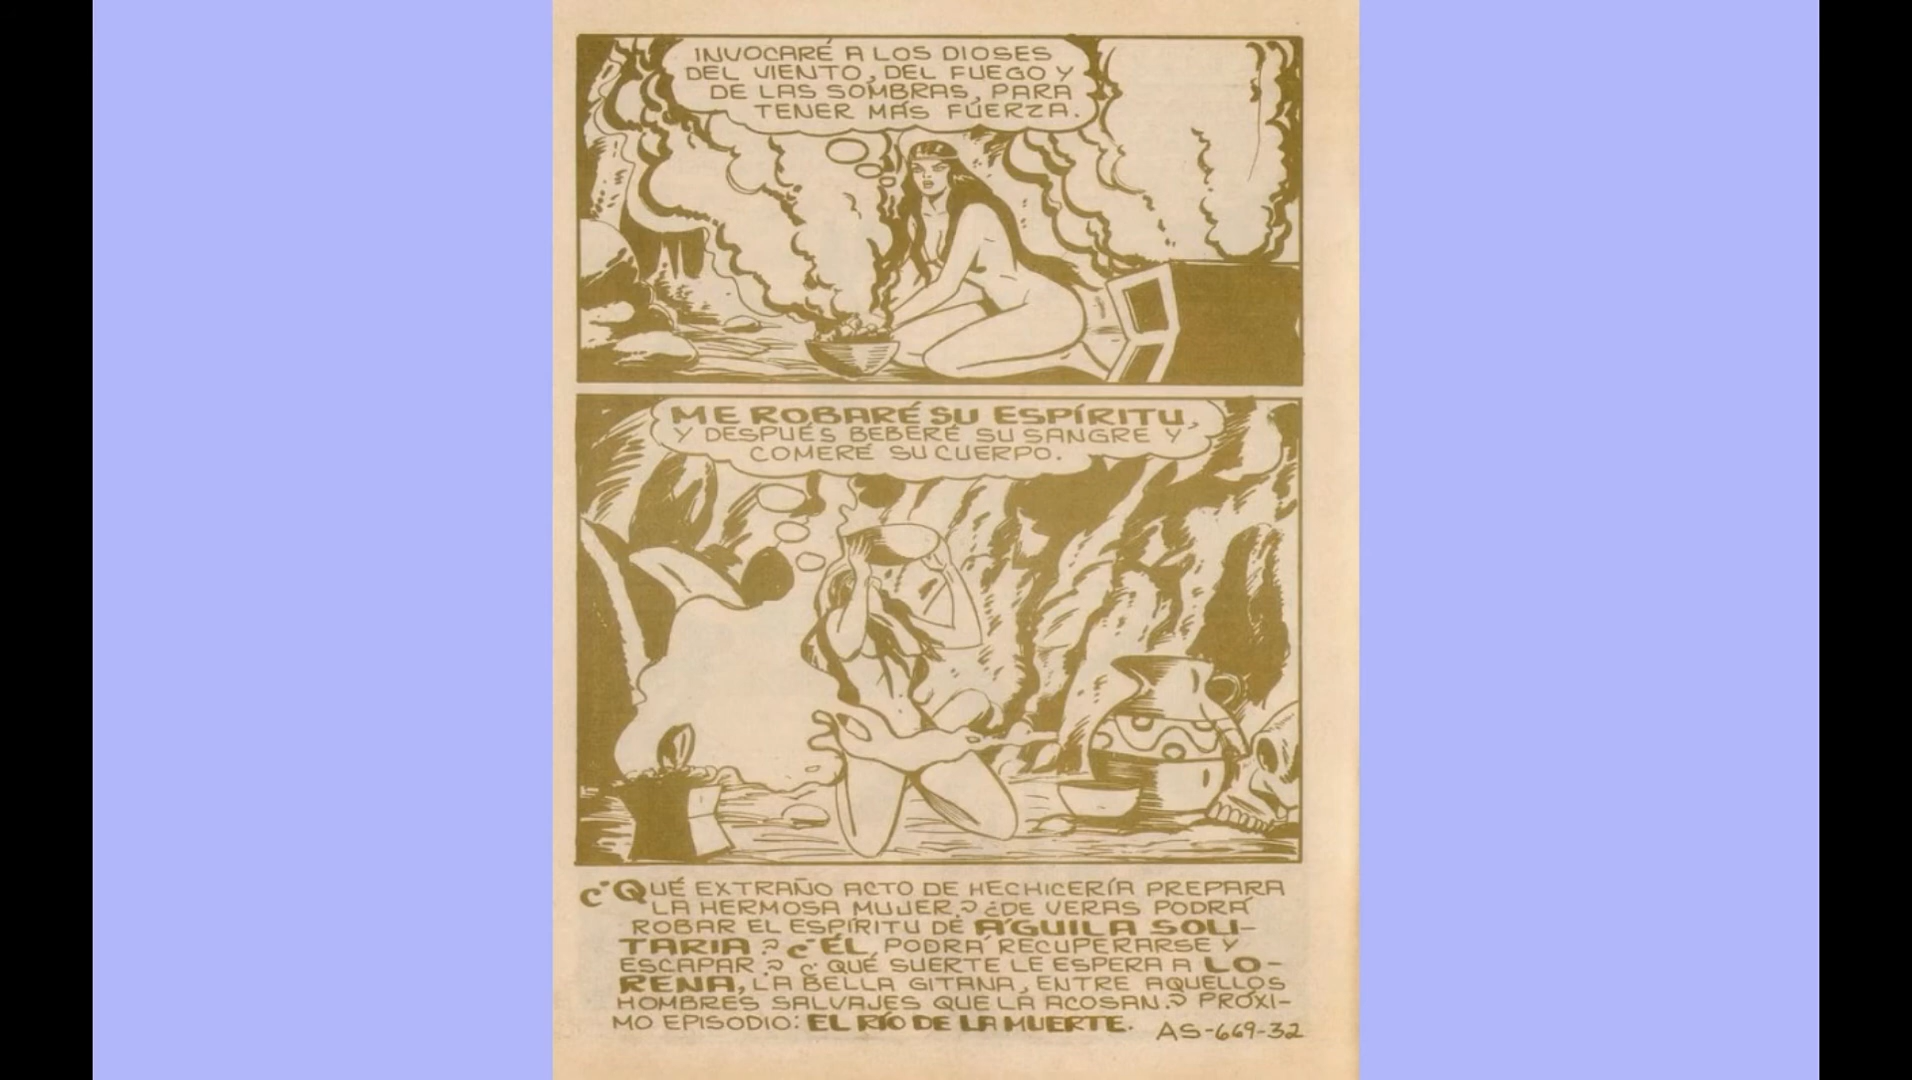 INVOCARÉ A LOS DIOSES
DEL VIENTO, DEL FUEGO Y
DE LAS SOMBRAS, PARA
TENER MÁS FUERZA.
ME ROBARÉ SU ESPÍRITU,
Y DESPUÉS BEBERÉ SU SANGRE Y
COMERÉ SU CUERPO.
¿QUÉ EXTRAÑO ACTO DE HECHICERÍA PREPARA
LA HERMOSA MUJER? ¿DE VERAS PODRÁ
ROBAR EL ESPÍRITU DE ÁGUILA SOLI-
TARIA? ¿ÉL PODRÁ RECUPERARSE Y
ESCAPAR? ¿QUÉ SUERTE LE ESPERA A LO-
RENA, LA BELLA GITANA, ENTRE AQUELLOS
HOMBRES SALVAJES QUE LA ACOSAN? PRÓXI-
MO EPISODIO: EL RÍO DE LA MUERTE.
AS-669-32